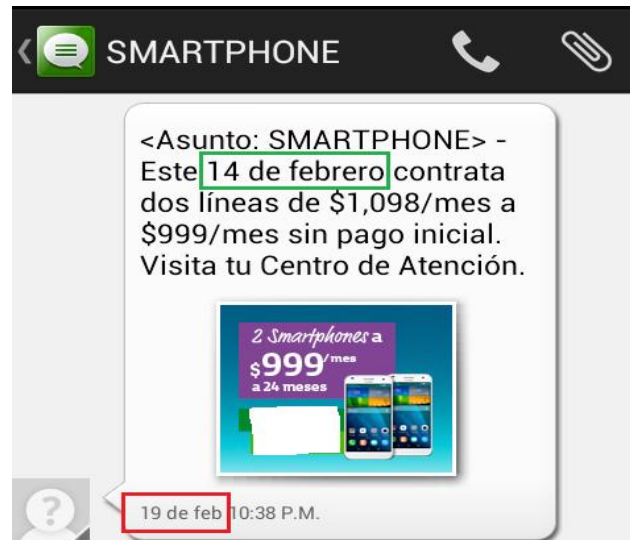 SMARTPHONE
<Asunto: SMARTPHONE> -
Este 14 de febrero contrata
dos líneas de $1,098/mes a
$999/mes sin pago inicial.
Visita tu Centro de Atención.
2 Smartphones a
$999/mes
a 24 meses
19 de feb 10:38 P.M.